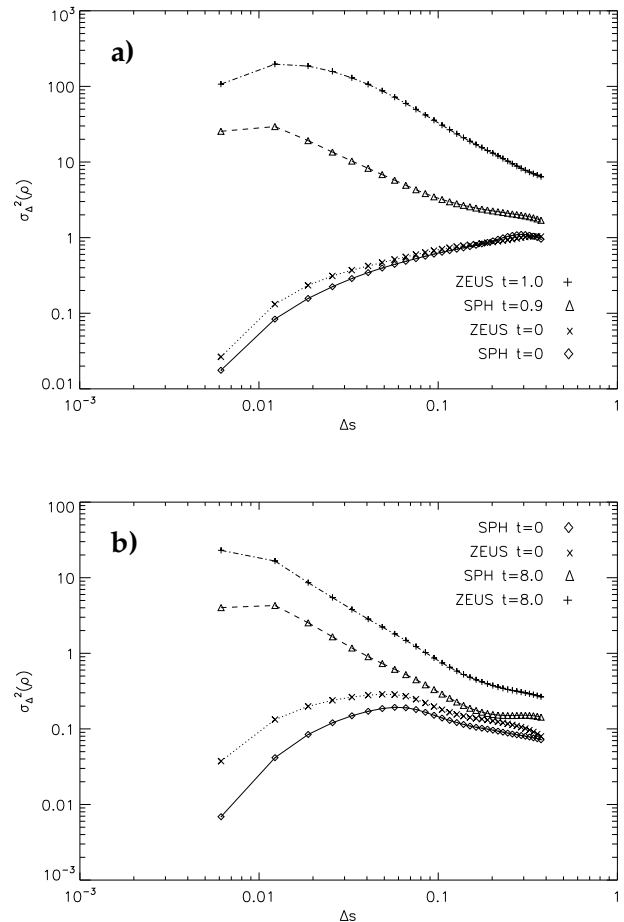 a)
10³
100
10
1
0.1
0.01
σ_Δ²(ρ)
ZEUS t=1.0 +
SPH t=0.9 △
ZEUS t=0 ×
SPH t=0 ◇
10⁻³ 0.01 0.1 1
Δs
b)
100
10
1
0.1
0.01
10⁻³
σ_Δ²(ρ)
SPH t=0 ◇
ZEUS t=0 ×
SPH t=8.0 △
ZEUS t=8.0 +
10⁻³ 0.01 0.1 1
Δs